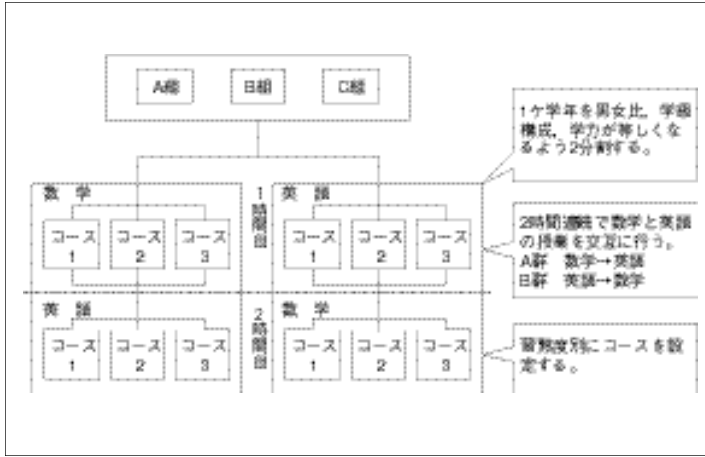 A組 B組 C組
1ケ学年を男女比，学級
構成，学力が等しくな
るよう2分割する。
数 学
1時間目
英 語
コース1 コース2 コース3
コース1 コース2 コース3
2時間連続で数学と英語
の授業を交互に行う。
A群 数学→英語
B群 英語→数学
英 語
2時間目
数 学
コース1 コース2 コース3
コース1 コース2 コース3
習熟度別にコースを設
定する。